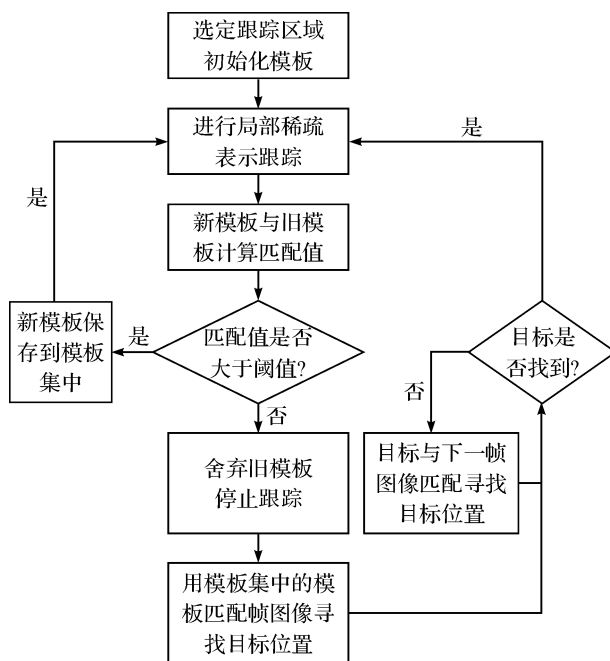 选定跟踪区域
初始化模板
进行局部稀疏
表示跟踪
是
是
新模板与旧模
板计算匹配值
新模板保
存到模板
集中
是
匹配值是否
大于阈值?
目标是
否找到?
否
否
舍弃旧模板
停止跟踪
目标与下一帧
图像匹配寻找
目标位置
用模板集中的模
板匹配帧图像寻
找目标位置